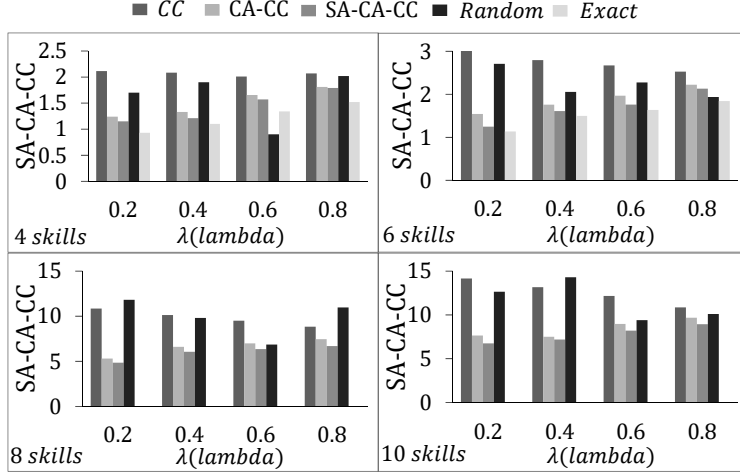 CC CA-CC SA-CA-CC Random Exact
SA-CA-CC
2.5
2
1.5
1
0.5
0
0.2 0.4 0.6 0.8
4 skills λ(lambda)
SA-CA-CC
3
2
1
0
0.2 0.4 0.6 0.8
6 skills λ(lambda)
SA-CA-CC
15
10
5
0
0.2 0.4 0.6 0.8
8 skills λ(lambda)
SA-CA-CC
15
10
5
0
0.2 0.4 0.6 0.8
10 skills λ(lambda)